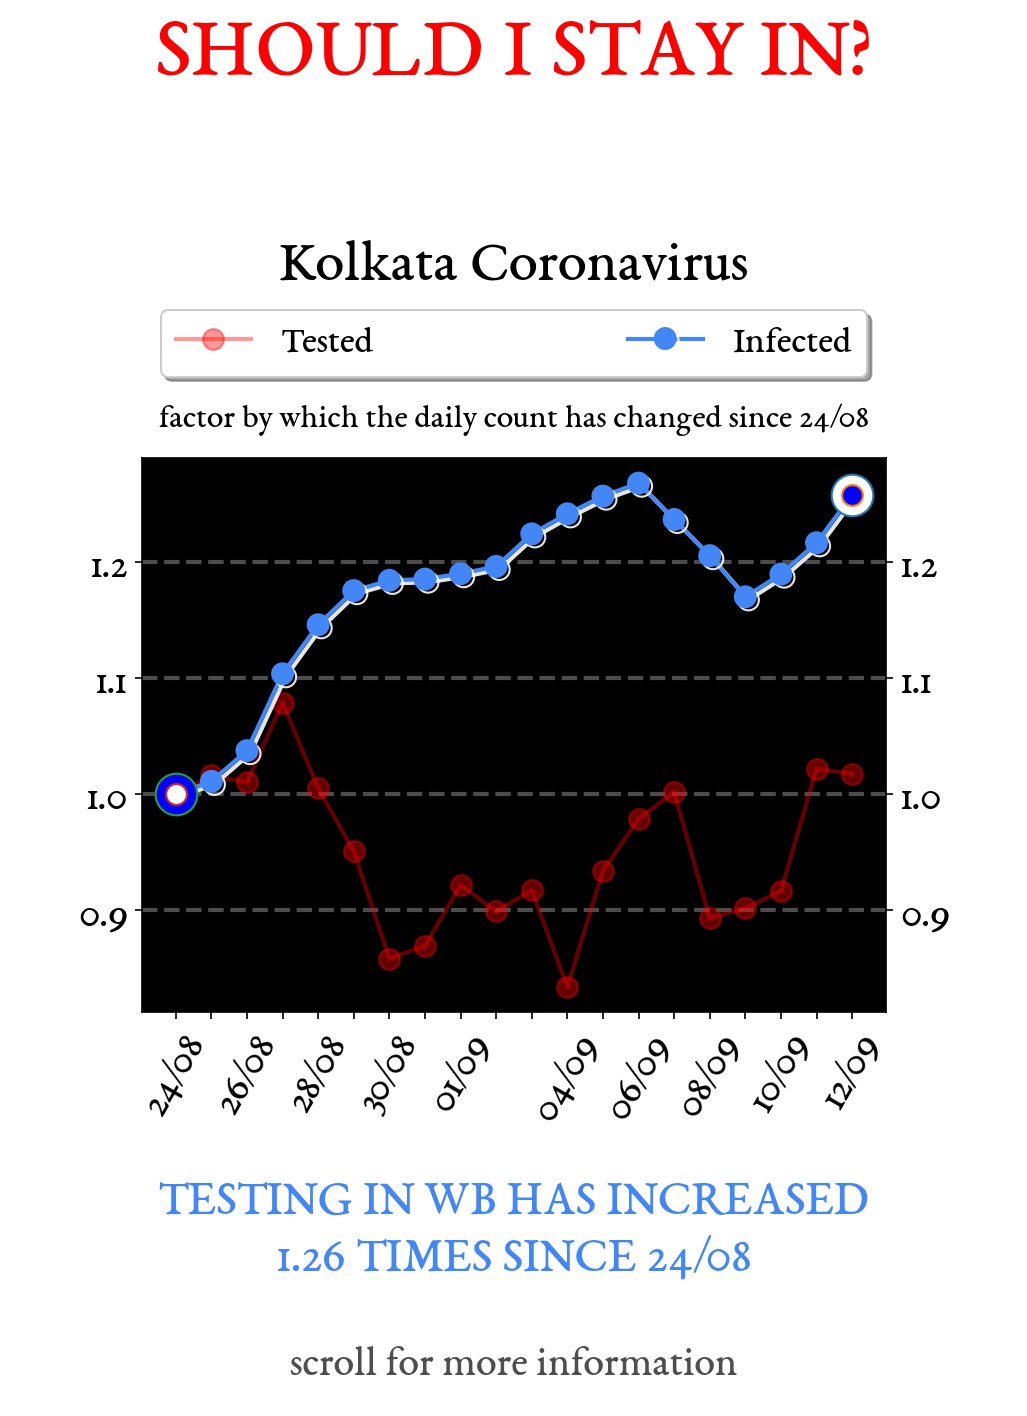 SHOULD I STAY IN?
Kolkata Coronavirus
Tested Infected
factor by which the daily count has changed since 24/08
1.2 1.2
1.1 1.1
1.0 1.0
0.9 0.9
24/08 26/08 28/08 30/08 01/09 04/09 06/09 08/09 10/09 12/09
TESTING IN WB HAS INCREASED
1.26 TIMES SINCE 24/08
scroll for more information